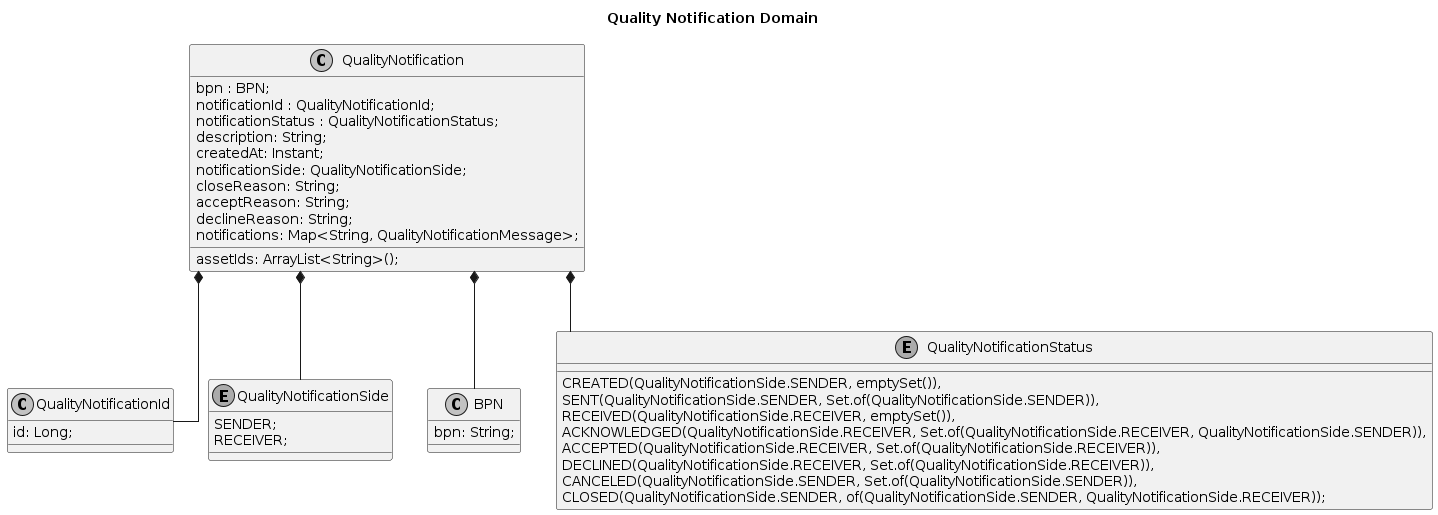 Quality Notification Domain
C QualityNotification
bpn : BPN;
notificationId : QualityNotificationId;
notificationStatus : QualityNotificationStatus;
description: String;
createdAt: Instant;
notificationSide: QualityNotificationSide;
closeReason: String;
acceptReason: String;
declineReason: String;
notifications: Map<String, QualityNotificationMessage>;
assetIds: ArrayList<String>();
C QualityNotificationId
id: Long;
E QualityNotificationSide
SENDER;
RECEIVER;
C BPN
bpn: String;
E QualityNotificationStatus
CREATED(QualityNotificationSide.SENDER, emptySet()),
SENT(QualityNotificationSide.SENDER, Set.of(QualityNotificationSide.SENDER)),
RECEIVED(QualityNotificationSide.RECEIVER, emptySet()),
ACKNOWLEDGED(QualityNotificationSide.RECEIVER, Set.of(QualityNotificationSide.RECEIVER, QualityNotificationSide.SENDER)),
ACCEPTED(QualityNotificationSide.RECEIVER, Set.of(QualityNotificationSide.RECEIVER)),
DECLINED(QualityNotificationSide.RECEIVER, Set.of(QualityNotificationSide.RECEIVER)),
CANCELED(QualityNotificationSide.SENDER, Set.of(QualityNotificationSide.SENDER)),
CLOSED(QualityNotificationSide.SENDER, of(QualityNotificationSide.SENDER, QualityNotificationSide.RECEIVER));